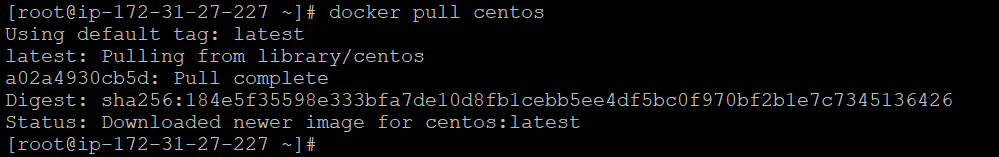 [root@ip-172-31-27-227 ~]# docker pull centos
Using default tag: latest
latest: Pulling from library/centos
a02a4930cb5d: Pull complete
Digest: sha256:184e5f35598e333bfa7de10d8fb1cebb5ee4df5bc0f970bf2b1e7c7345136426
Status: Downloaded newer image for centos:latest
[root@ip-172-31-27-227 ~]#